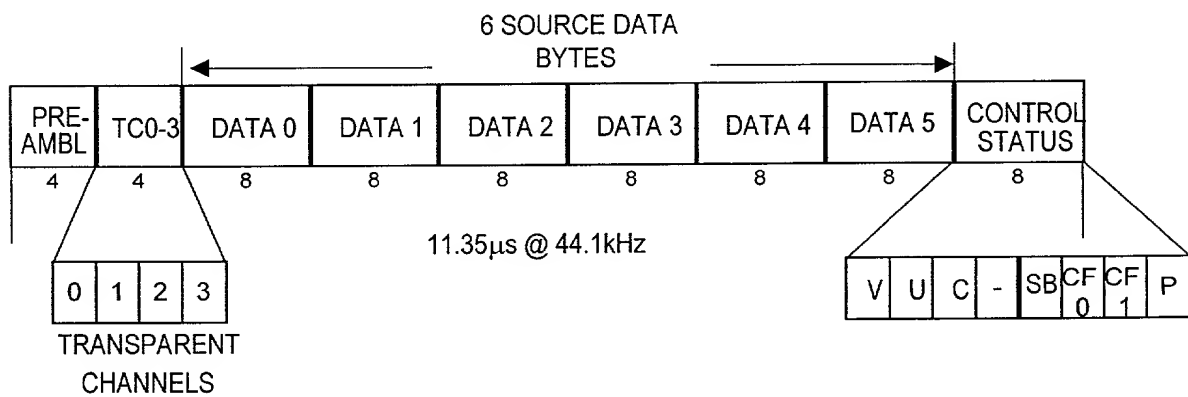 6 SOURCE DATA
BYTES
PRE-
AMBL
TC0-3
DATA 0
DATA 1
DATA 2
DATA 3
DATA 4
DATA 5
CONTROL
STATUS
4
4
8
8
8
8
8
8
8
11.35µs @ 44.1kHz
0 1 2 3
TRANSPARENT
CHANNELS
V U C - SB CF CF P
0 1